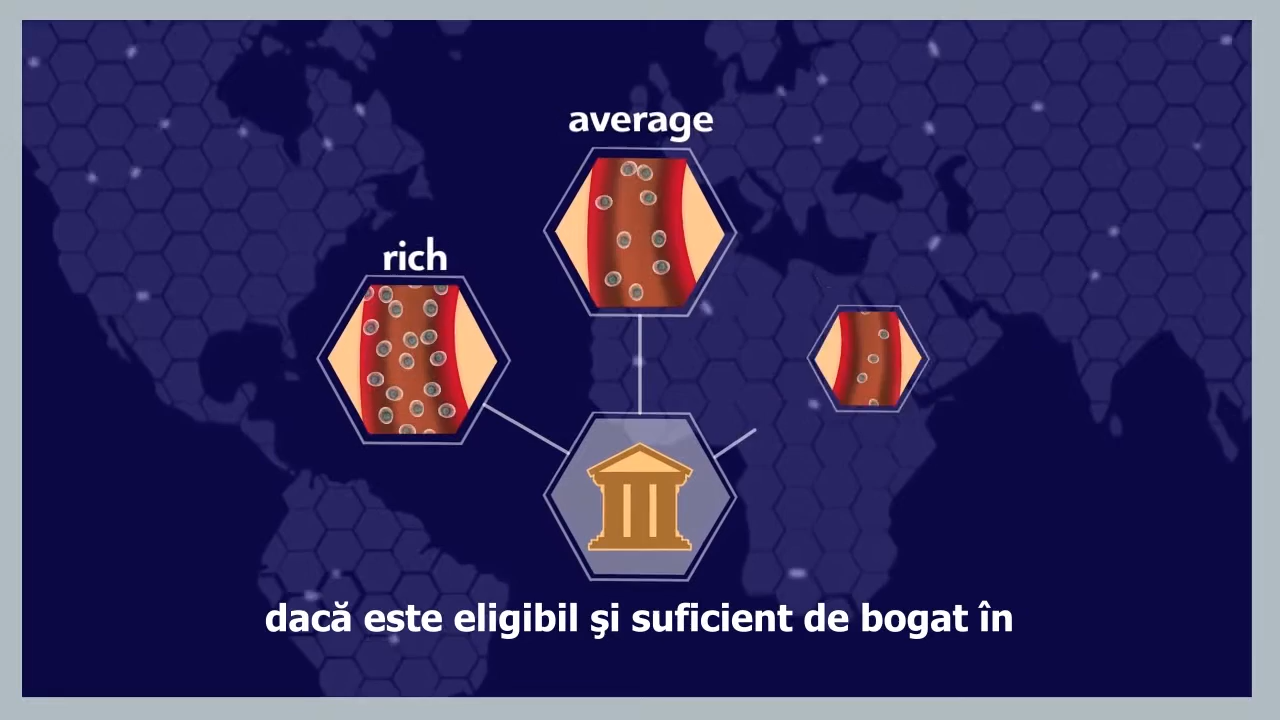 average
rich
dacă este eligibil şi suficient de bogat în